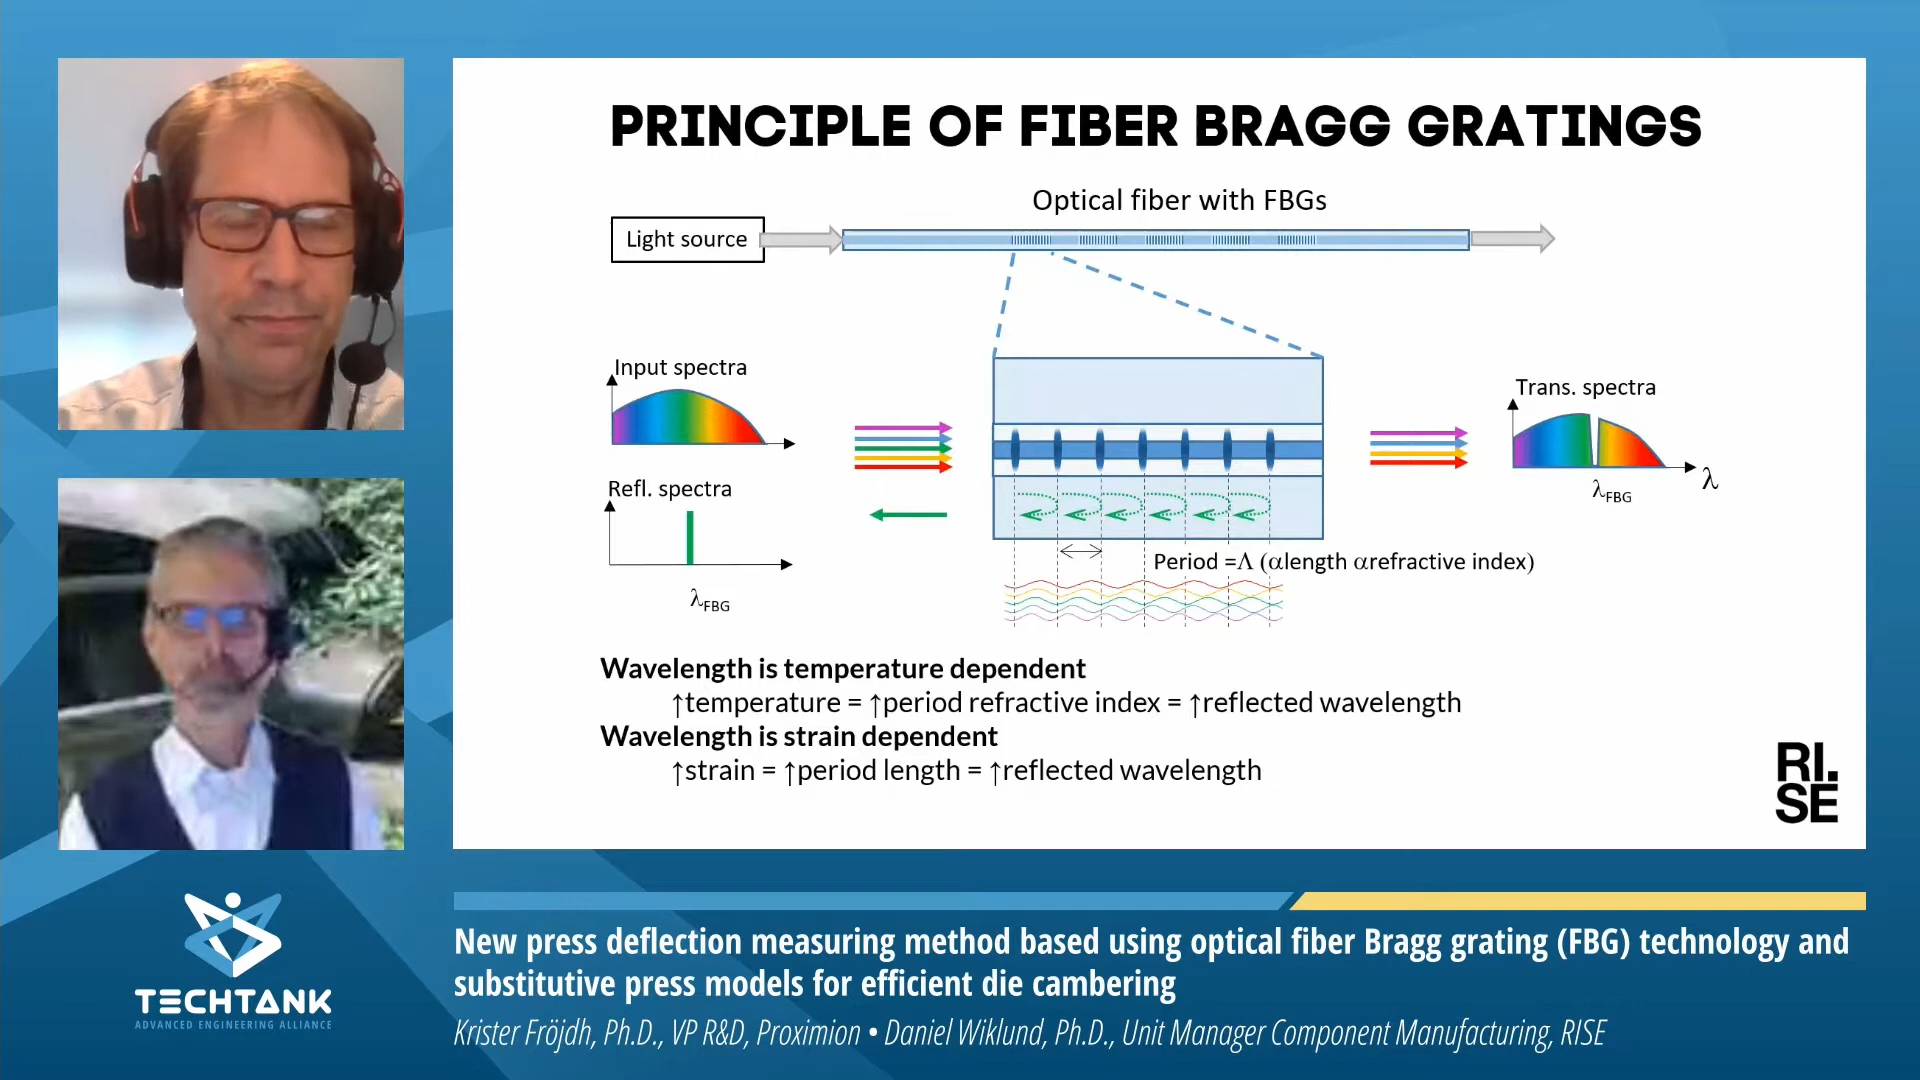 PRINCIPLE OF FIBER BRAGG GRATINGS
Optical fiber with FBGs
Light source
Input spectra
Trans. spectra
λ
λFBG
Refl. spectra
λFBG
Period =Λ (αlength αrefractive index)
Wavelength is temperature dependent
↑temperature = ↑period refractive index = ↑reflected wavelength
Wavelength is strain dependent
↑strain = ↑period length = ↑reflected wavelength
RI.
SE
TECHTANK
ADVANCED ENGINEERING ALLIANCE
New press deflection measuring method based using optical fiber Bragg grating (FBG) technology and
substitutive press models for efficient die cambering
Krister Fröjdh, Ph.D., VP R&D, Proximion • Daniel Wiklund, Ph.D., Unit Manager Component Manufacturing, RISE